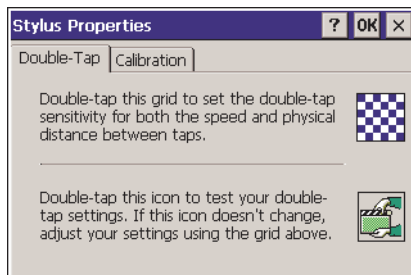 Stylus Properties ? OK ×
Double-Tap Calibration
Double-tap this grid to set the double-tap
sensitivity for both the speed and physical
distance between taps.
Double-tap this icon to test your double-
tap settings. If this icon doesn't change,
adjust your settings using the grid above.